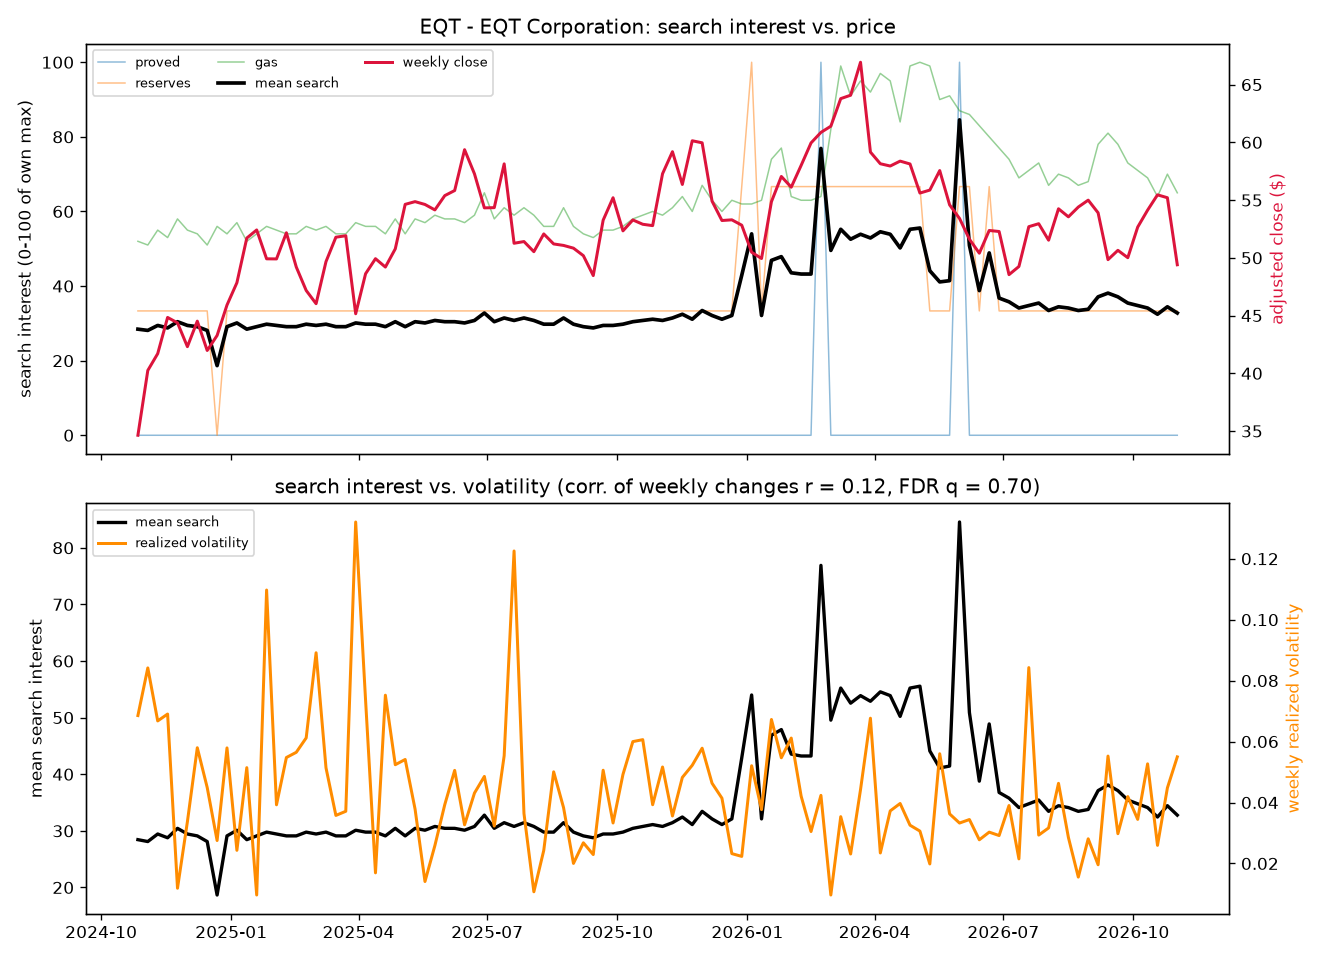 EQT - EQT Corporation: search interest vs. price
proved
reserves
gas
mean search
weekly close
search interest (0-100 of own max)
100
80
60
40
20
0
65
60
55
50
45
40
35
adjusted close ($)
search interest vs. volatility (corr. of weekly changes r = 0.12, FDR q = 0.70)
mean search
realized volatility
mean search interest
80
70
60
50
40
30
20
0.12
0.10
0.08
0.06
0.04
0.02
weekly realized volatility
2024-10
2025-01
2025-04
2025-07
2025-10
2026-01
2026-04
2026-07
2026-10